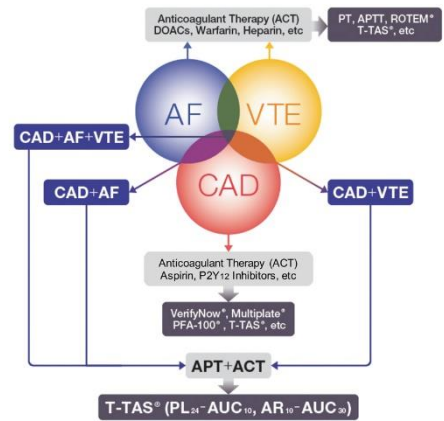 Anticoagulant Therapy (ACT)
DOACs, Warfarin, Heparin, etc
PT, APTT, ROTEM®
T-TAS®, etc
AF
VTE
CAD
CAD+AF+VTE
CAD+AF
CAD+VTE
Anticoagulant Therapy (ACT)
Aspirin, P2Y12 Inhibitors, etc
VerifyNow®, Multiplate®
PFA-100®, T-TAS®, etc
APT+ACT
T-TAS® (PL24-AUC10, AR10-AUC30)